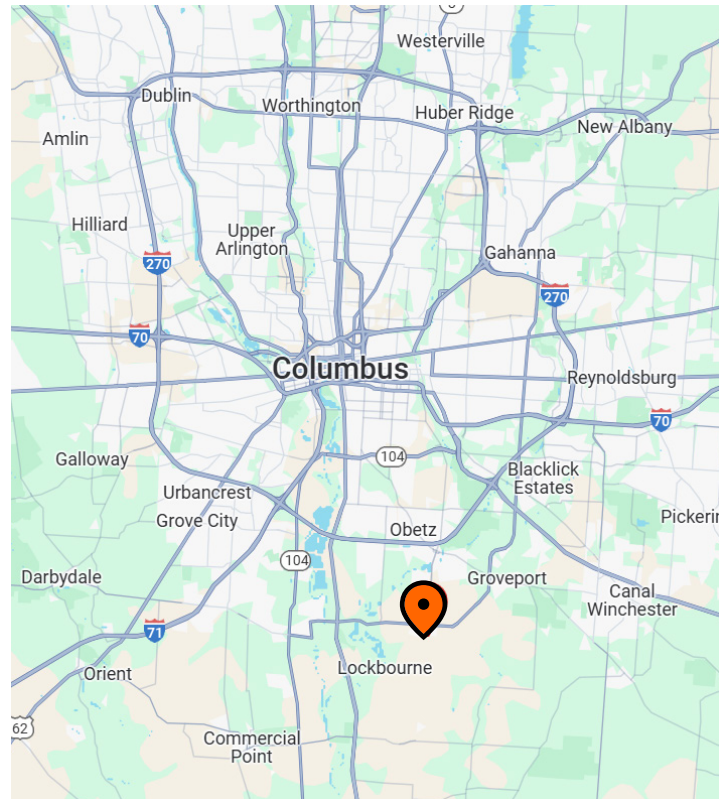 3
Westerville
Dublin
Worthington
Huber Ridge
New Albany
Amlin
Hilliard
Upper
Arlington
Gahanna
270
270
70
Columbus
Reynoldsburg
70
Galloway
104
Blacklick
Estates
Urbancrest
Grove City
Obetz
Pickerin
104
Darbydale
Groveport
Canal
Winchester
71
Lockbourne
Orient
62
Commercial
Point